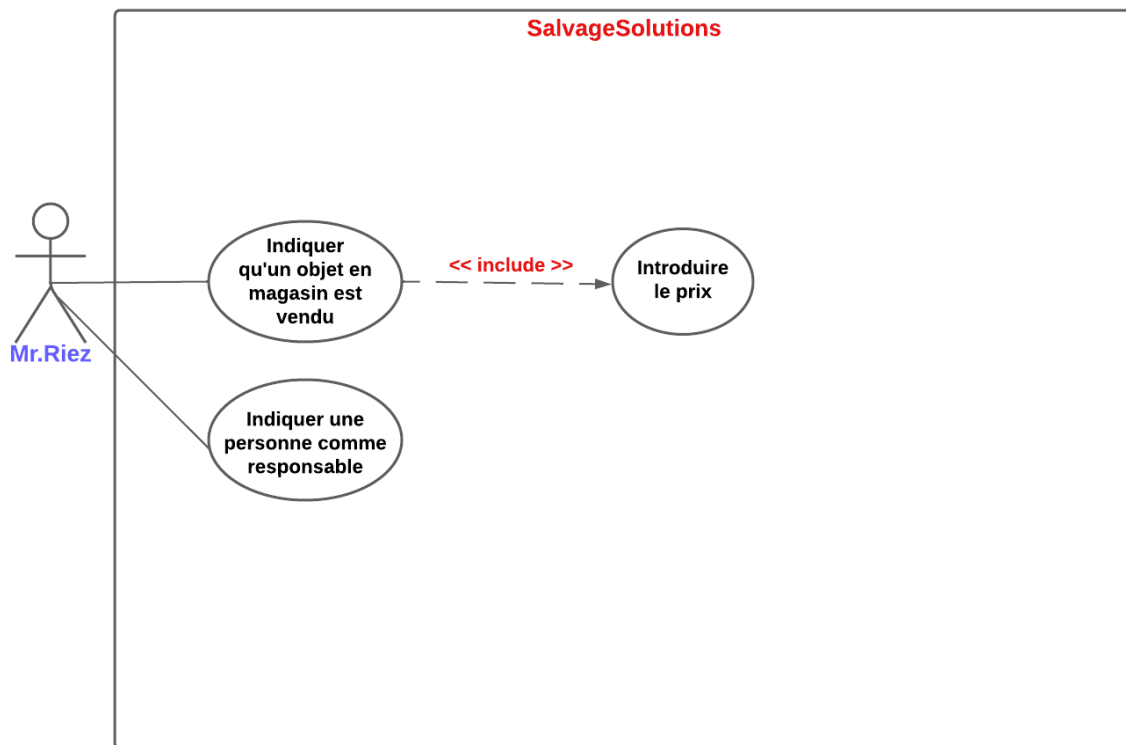 SalvageSolutions
Indiquer
qu'un objet en
magasin est
vendu
<< include >>
Introduire
le prix
Mr.Riez
Indiquer une
personne comme
responsable